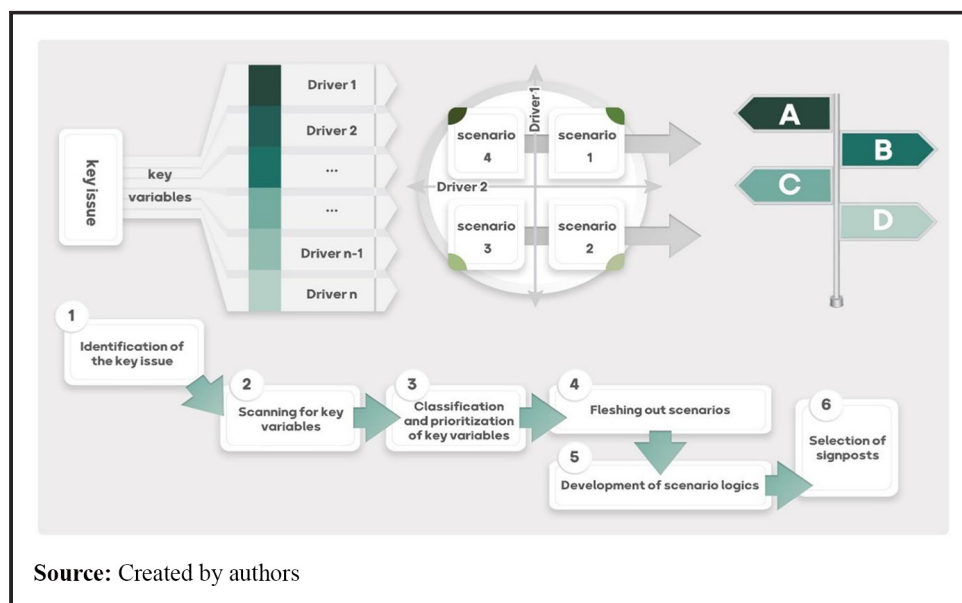 key issue
key
variables
Driver 1
Driver 2
...
...
Driver n-1
Driver n
Driver 1
Driver 2
scenario
4
scenario
1
scenario
3
scenario
2
A
B
C
D
1
Identification of
the key issue
2
Scanning for key
variables
3
Classification
and prioritization
of key variables
4
Fleshing out scenarios
5
Development of scenario logics
6
Selection of
signposts
Source: Created by authors